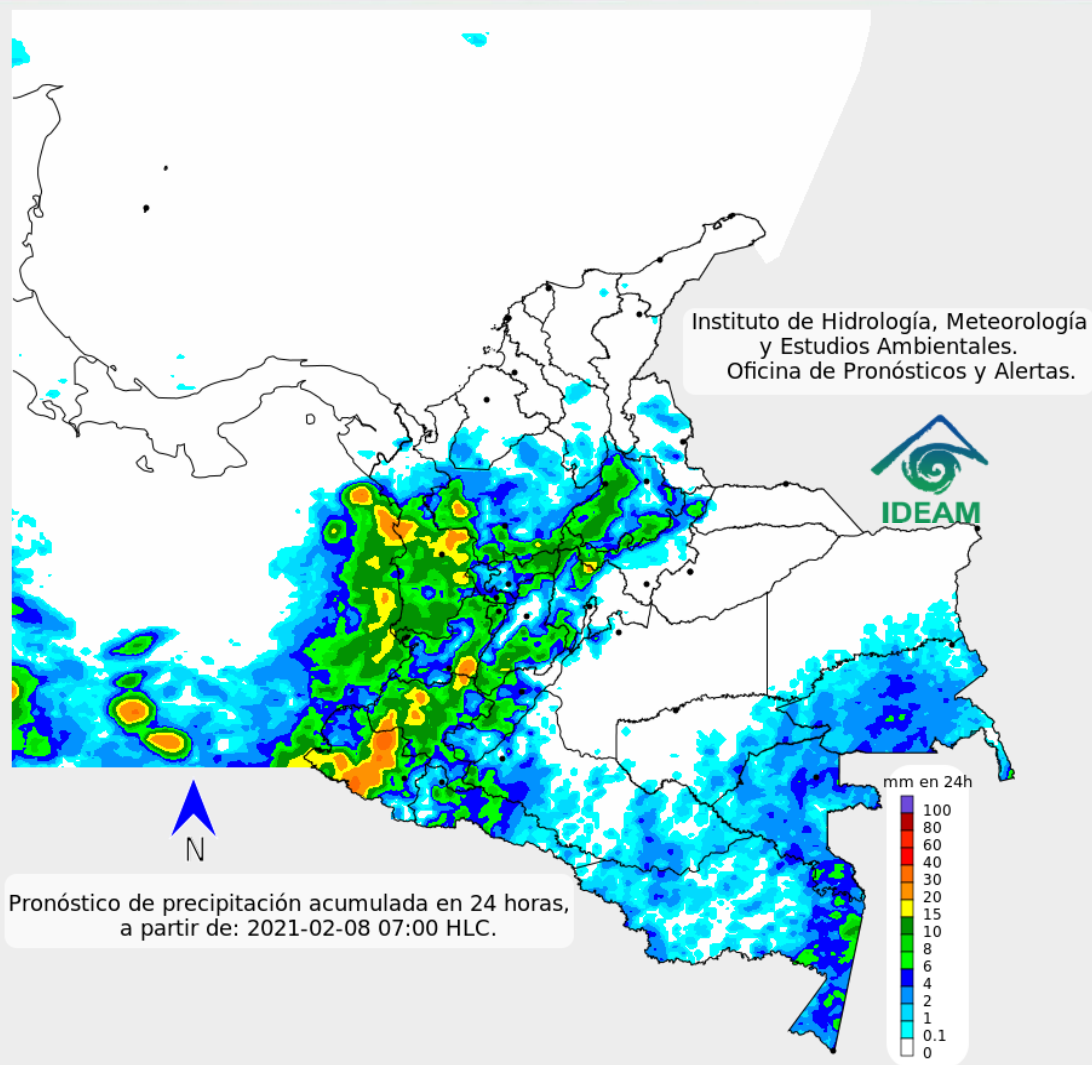 Instituto de Hidrología, Meteorología
y Estudios Ambientales.
Oficina de Pronósticos y Alertas.
IDEAM
N
mm en 24h
100
80
60
40
30
20
15
10
8
6
4
2
1
0.1
0
Pronóstico de precipitación acumulada en 24 horas,
a partir de: 2021-02-08 07:00 HLC.